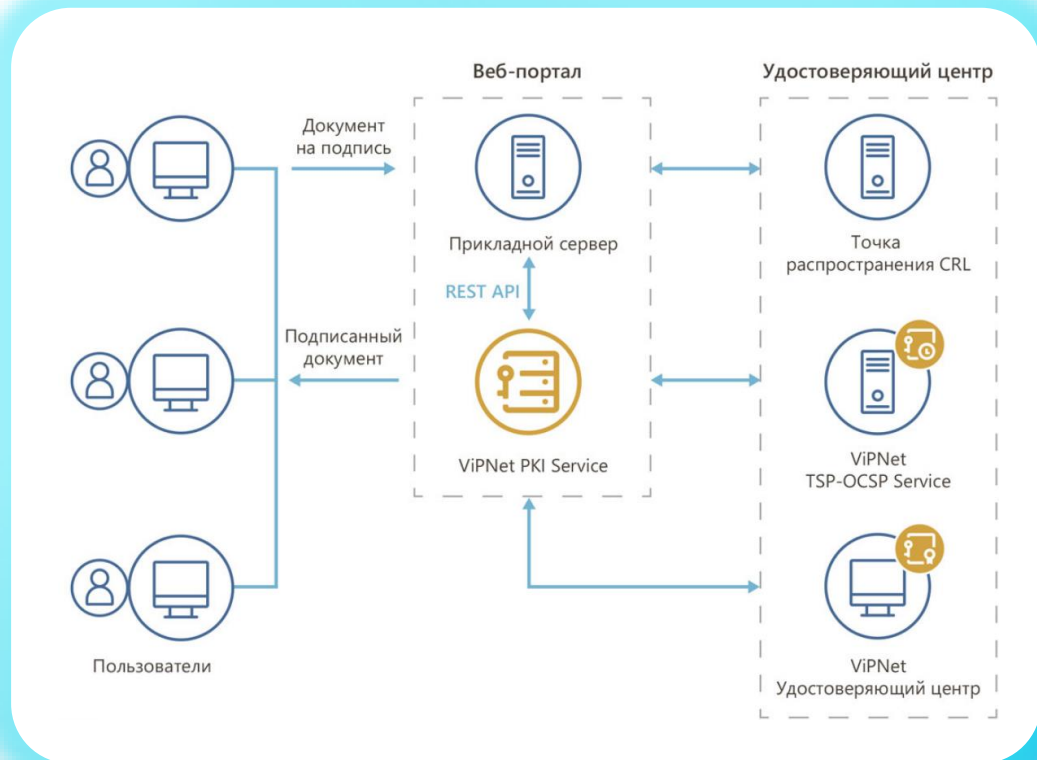 Веб-портал
Удостоверяющий центр
Документ
на подпись
Прикладной сервер
Точка
распространения CRL
REST API
Подписанный
документ
ViPNet PKI Service
ViPNet
TSP-OCSP Service
Пользователи
ViPNet
Удостоверяющий центр